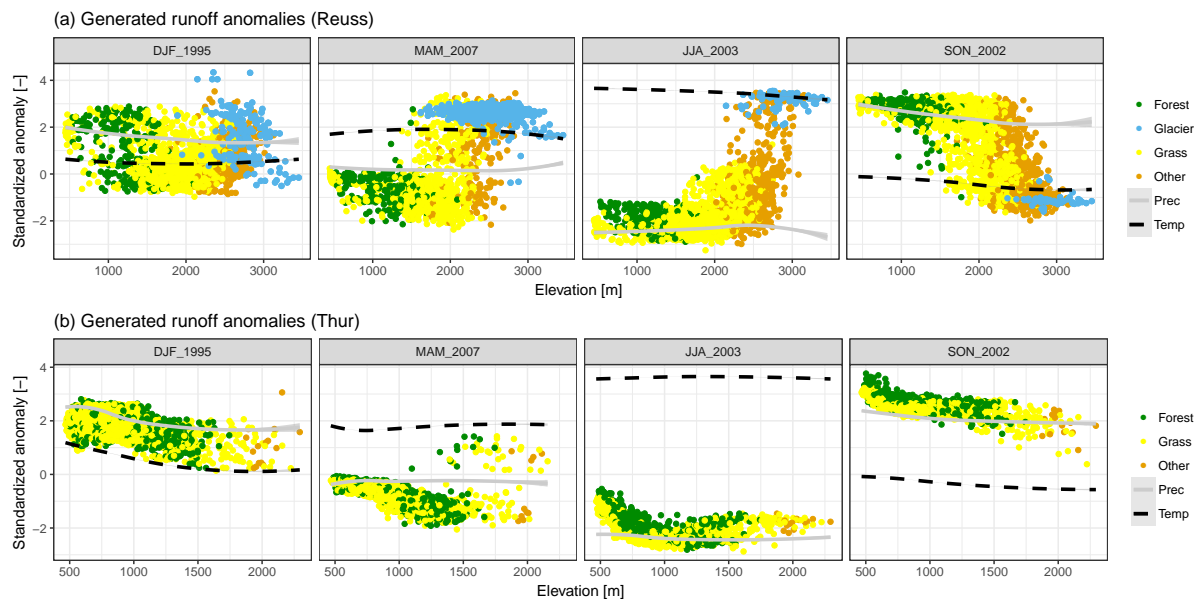 (a) Generated runoff anomalies (Reuss)
DJF_1995 MAM_2007 JJA_2003 SON_2002
Standardized anomaly [−]
4
2
0
−2
1000 2000 3000 1000 2000 3000 1000 2000 3000 1000 2000 3000
Elevation [m]
Forest
Glacier
Grass
Other
Prec
Temp
(b) Generated runoff anomalies (Thur)
DJF_1995 MAM_2007 JJA_2003 SON_2002
Standardized anomaly [−]
4
2
0
−2
500 1000 1500 2000 500 1000 1500 2000 500 1000 1500 2000 500 1000 1500 2000
Elevation [m]
Forest
Grass
Other
Prec
Temp